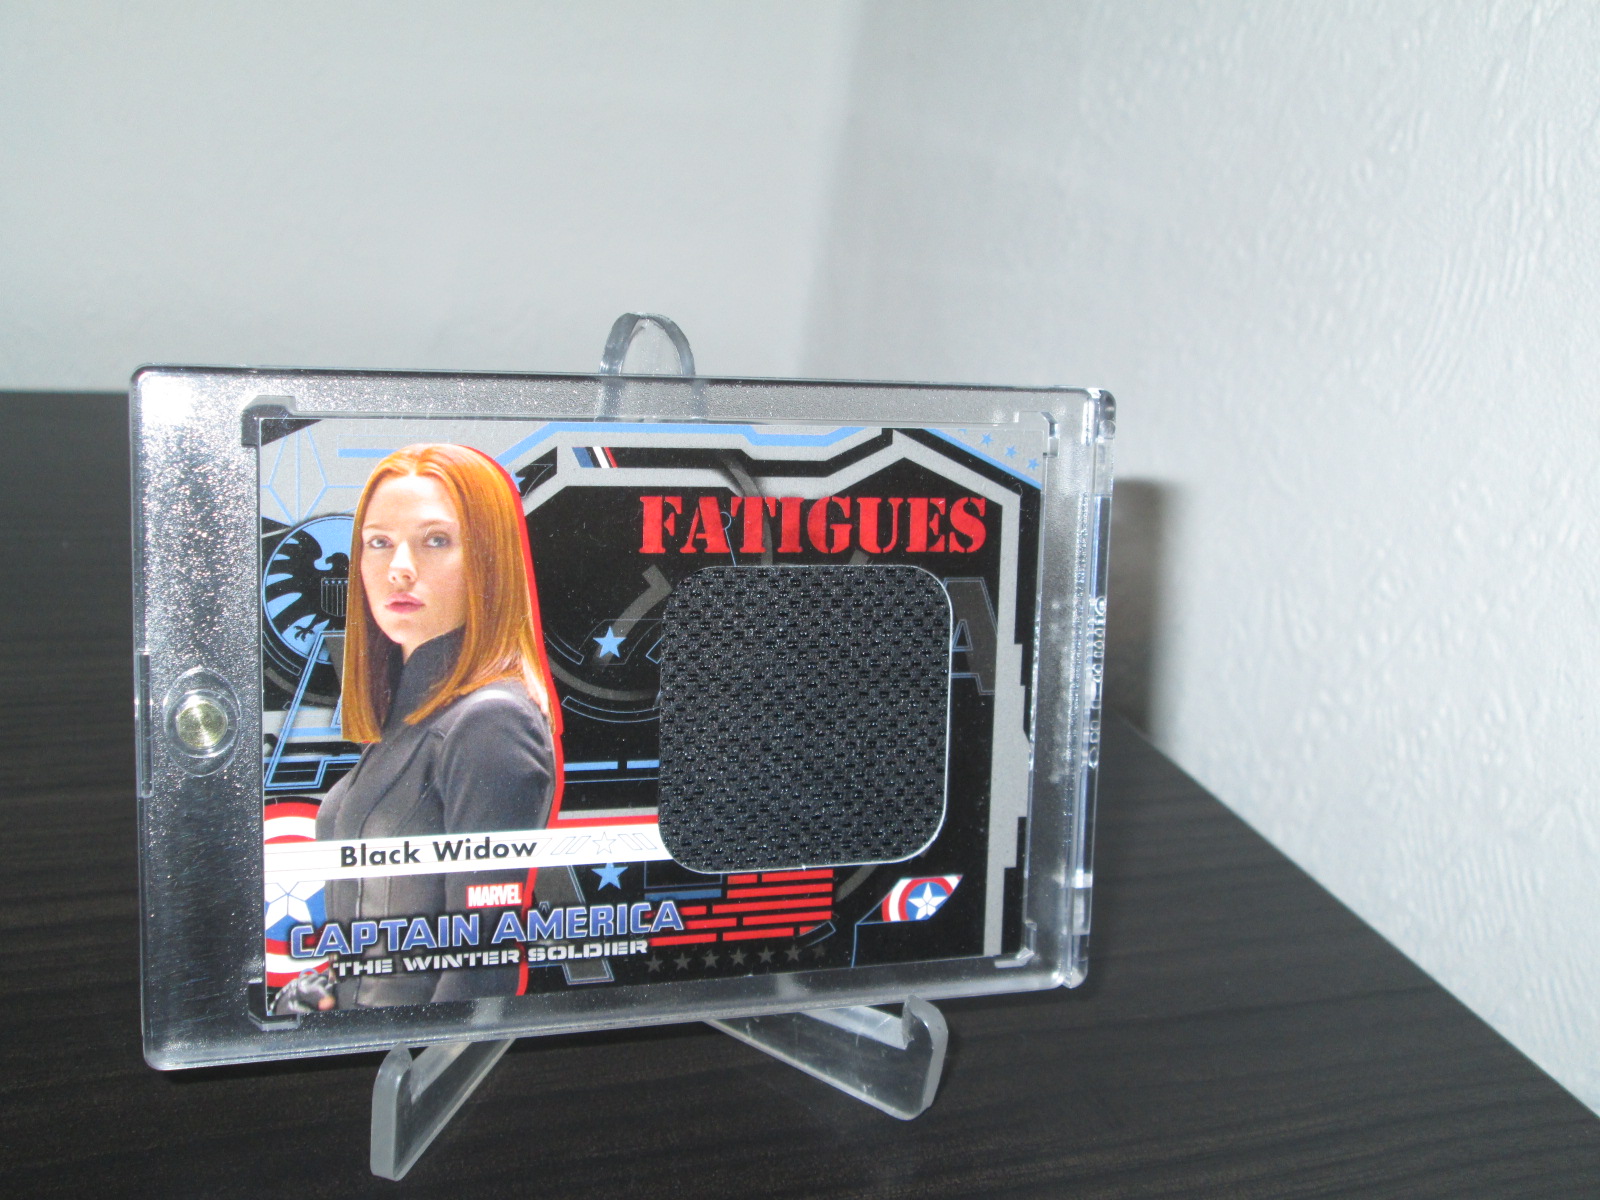 FATIGUES
Black Widow
MARVEL
CAPTAIN AMERICA
THE WINTER SOLDIER